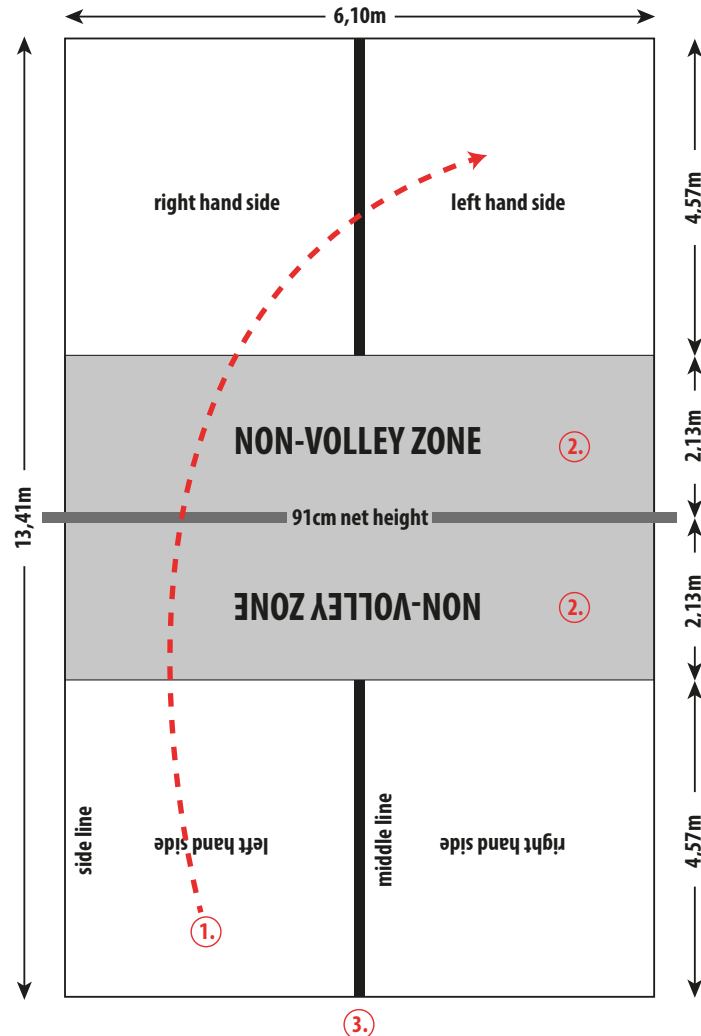 6,10m
4,57m
right hand side
left hand side
2,13m
NON-VOLLEY ZONE
2.
13,41m
91cm net height
NON-VOLLEY ZONE
2.
2,13m
side line
left hand side
middle line
right hand side
4,57m
1.
3.